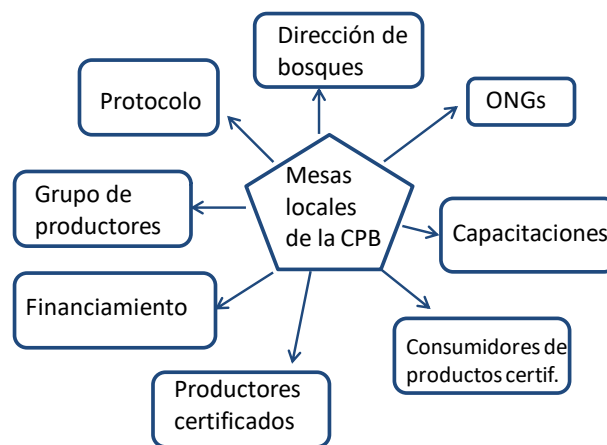 Dirección de
bosques
Protocolo
ONGs
Mesas
locales
de la CPB
Grupo de
productores
Capacitaciones
Financiamiento
Consumidores de
productos certif.
Productores
certificados